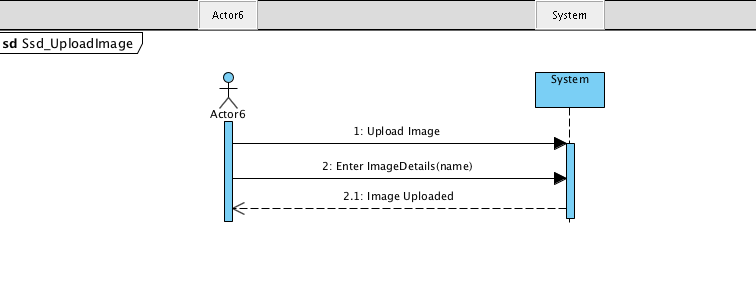 Actor6
System
sd Ssd_UploadImage
System
Actor6
1: Upload Image
2: Enter ImageDetails(name)
2.1: Image Uploaded